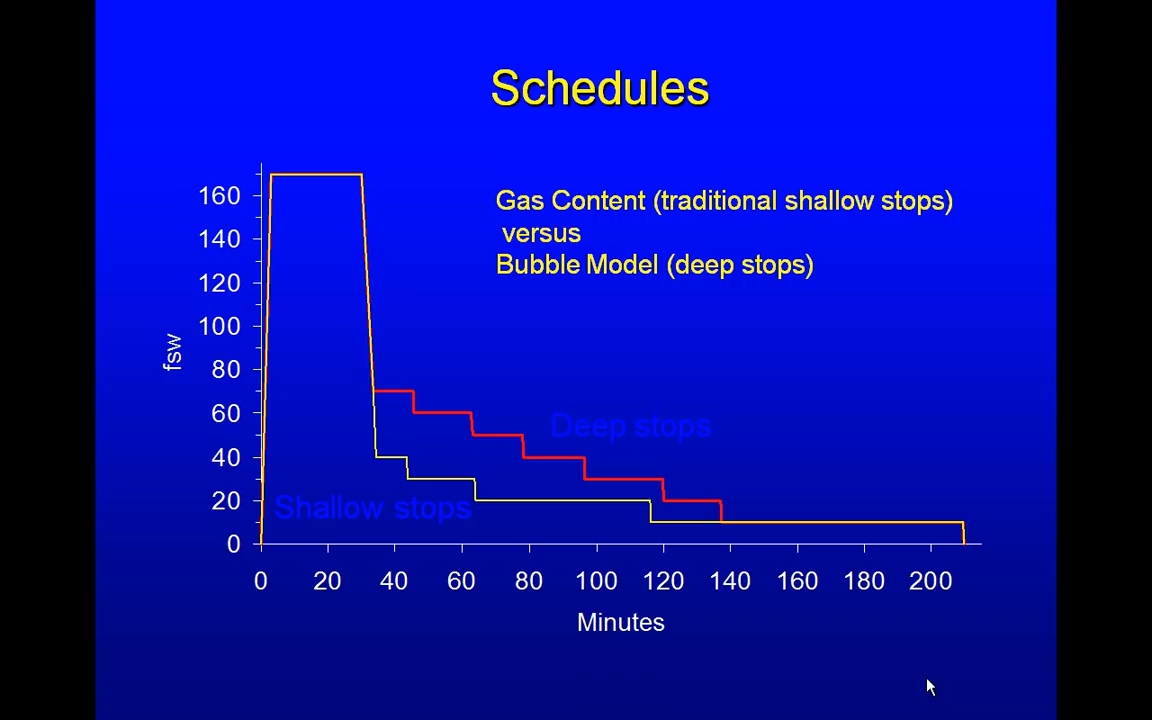 Schedules
Gas Content (traditional shallow stops)
versus
Bubble Model (deep stops)
160
140
120
100
80
60
40
20
0
fsw
Deep stops
Shallow stops
0 20 40 60 80 100 120 140 160 180 200
Minutes